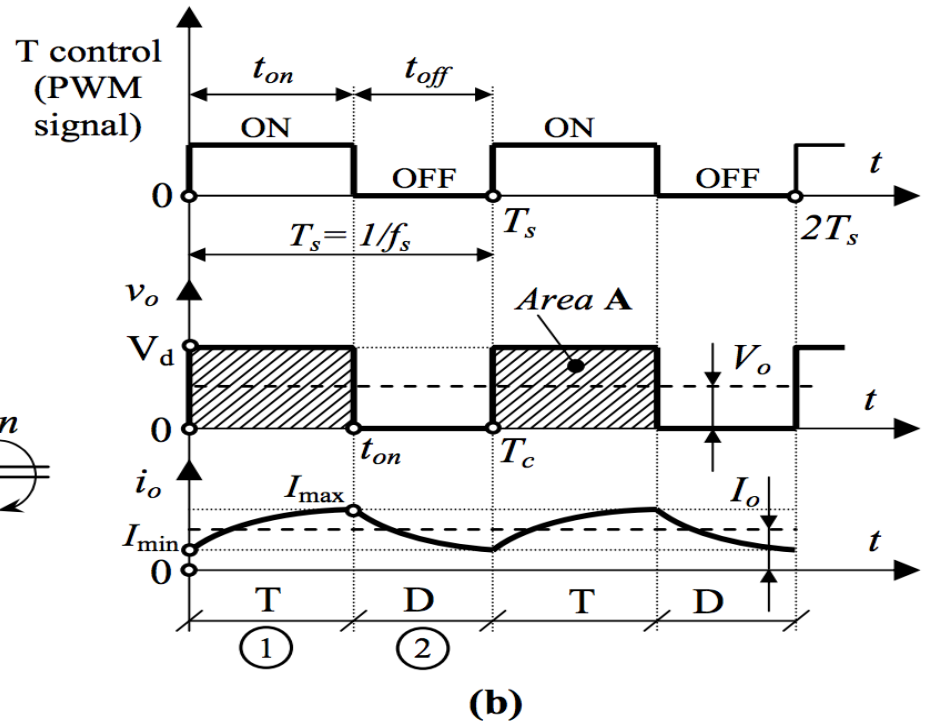 T control
(PWM
signal)
t_on
t_off
ON
OFF
ON
OFF
t
0
T_s
2T_s
T_s= 1/f_s
v_o
Area A
V_d
V_o
t
0
t_on
T_c
n
i_o
I_max
I_o
I_min
t
0
T
D
T
D
1
2
(b)